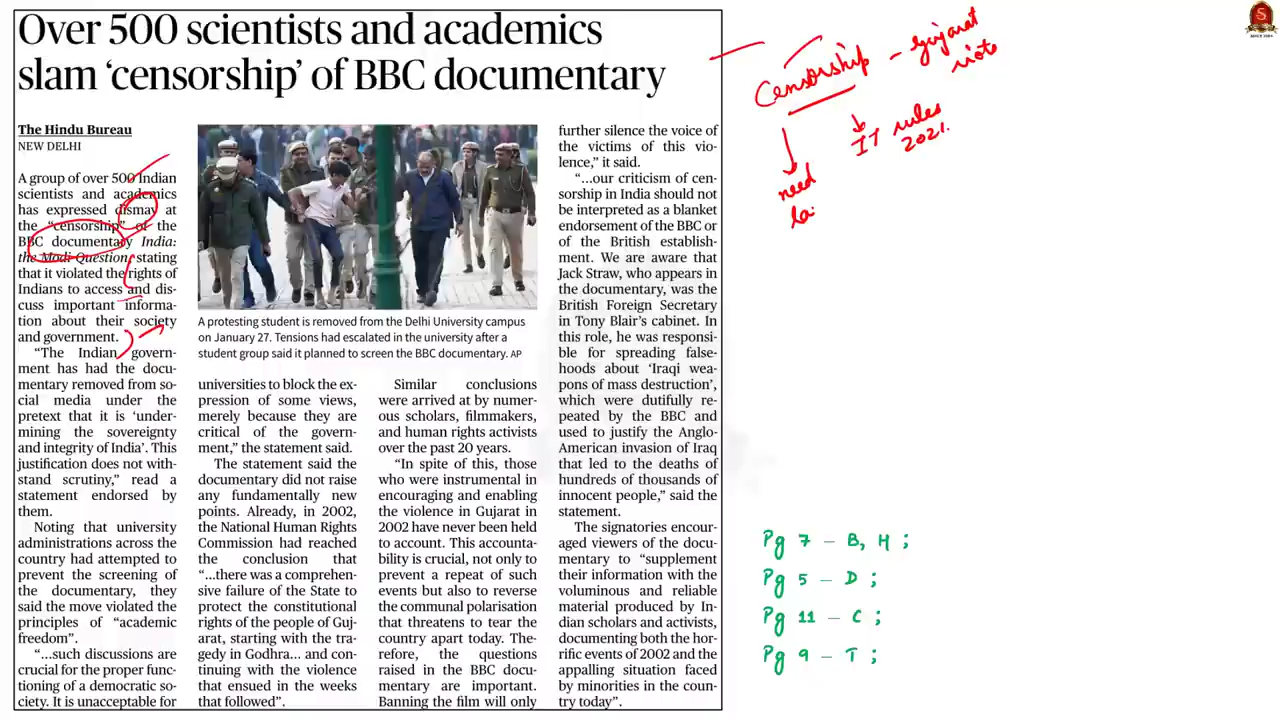 Over 500 scientists and academics
slam ‘censorship’ of BBC documentary
The Hindu Bureau
NEW DELHI
A group of over 500 Indian
scientists and academics
has expressed dismay at
the “censorship” of the
BBC documentary India:
the Modi Question, stating
that it violated the rights of
Indians to access and dis-
cuss important informa-
tion about their society
and government.
“The Indian govern-
ment has had the docu-
mentary removed from so-
cial media under the
pretext that it is ‘under-
mining the sovereignty
and integrity of India’. This
justification does not with-
stand scrutiny,” read a
statement endorsed by
them.
Noting that university
administrations across the
country had attempted to
prevent the screening of
the documentary, they
said the move violated the
principles of “academic
freedom”.
“...such discussions are
crucial for the proper func-
tioning of a democratic so-
ciety. It is unacceptable for
A protesting student is removed from the Delhi University campus
on January 27. Tensions had escalated in the university after a
student group said it planned to screen the BBC documentary. AP
universities to block the ex-
pression of some views,
merely because they are
critical of the govern-
ment,” the statement said.
The statement said the
documentary did not raise
any fundamentally new
points. Already, in 2002,
the National Human Rights
Commission had reached
the conclusion that
“...there was a comprehen-
sive failure of the State to
protect the constitutional
rights of the people of Guj-
arat, starting with the tra-
gedy in Godhra... and con-
tinuing with the violence
that ensued in the weeks
that followed”.
Similar conclusions
were arrived at by numer-
ous scholars, filmmakers,
and human rights activists
over the past 20 years.
“In spite of this, those
who were instrumental in
encouraging and enabling
the violence in Gujarat in
2002 have never been held
to account. This accounta-
bility is crucial, not only to
prevent a repeat of such
events but also to reverse
the communal polarisation
that threatens to tear the
country apart today. The-
refore, the questions
raised in the BBC docu-
mentary are important.
Banning the film will only
further silence the voice of
the victims of this vio-
lence,” it said.
“...our criticism of cen-
sorship in India should not
be interpreted as a blanket
endorsement of the BBC or
of the British establish-
ment. We are aware that
Jack Straw, who appears in
the documentary, was the
British Foreign Secretary
in Tony Blair’s cabinet. In
this role, he was responsi-
ble for spreading false-
hoods about ‘Iraqi wea-
pons of mass destruction’,
which were dutifully re-
peated by the BBC and
used to justify the Anglo-
American invasion of Iraq
that led to the deaths of
hundreds of thousands of
innocent people,” said the
statement.
The signatories encour-
aged viewers of the docu-
mentary to “supplement
their information with the
voluminous and reliable
material produced by In-
dian scholars and activists,
documenting both the hor-
rific events of 2002 and the
appalling situation faced
by minorities in the coun-
try today”.
Censorship – Gujarat
riots
IT rules
2021.
need
la
Pg 7 – B, H ;
Pg 5 – D ;
Pg 11 – C ;
Pg 9 – T ;